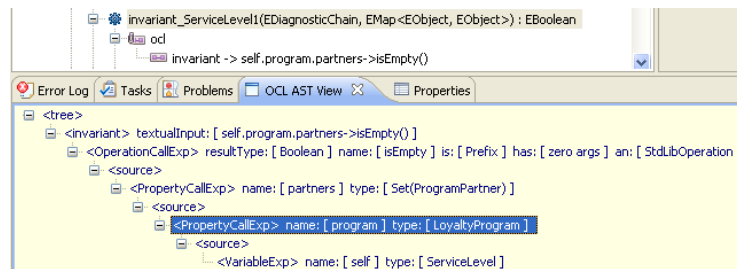 invariant_ServiceLevel1(EDiagnosticChain, EMap<EObject, EObject>) : EBoolean
ocl
invariant -> self.program.partners->isEmpty()
Error Log Tasks Problems OCL AST View Properties
<tree>
<invariant> textualInput: [ self.program.partners->isEmpty() ]
<OperationCallExp> resultType: [ Boolean ] name: [ isEmpty ] is: [ Prefix ] has: [ zero args ] an: [ StdLibOperation
<source>
<PropertyCallExp> name: [ partners ] type: [ Set(ProgramPartner) ]
<source>
<PropertyCallExp> name: [ program ] type: [ LoyaltyProgram ]
<source>
<VariableExp> name: [ self ] type: [ ServiceLevel ]